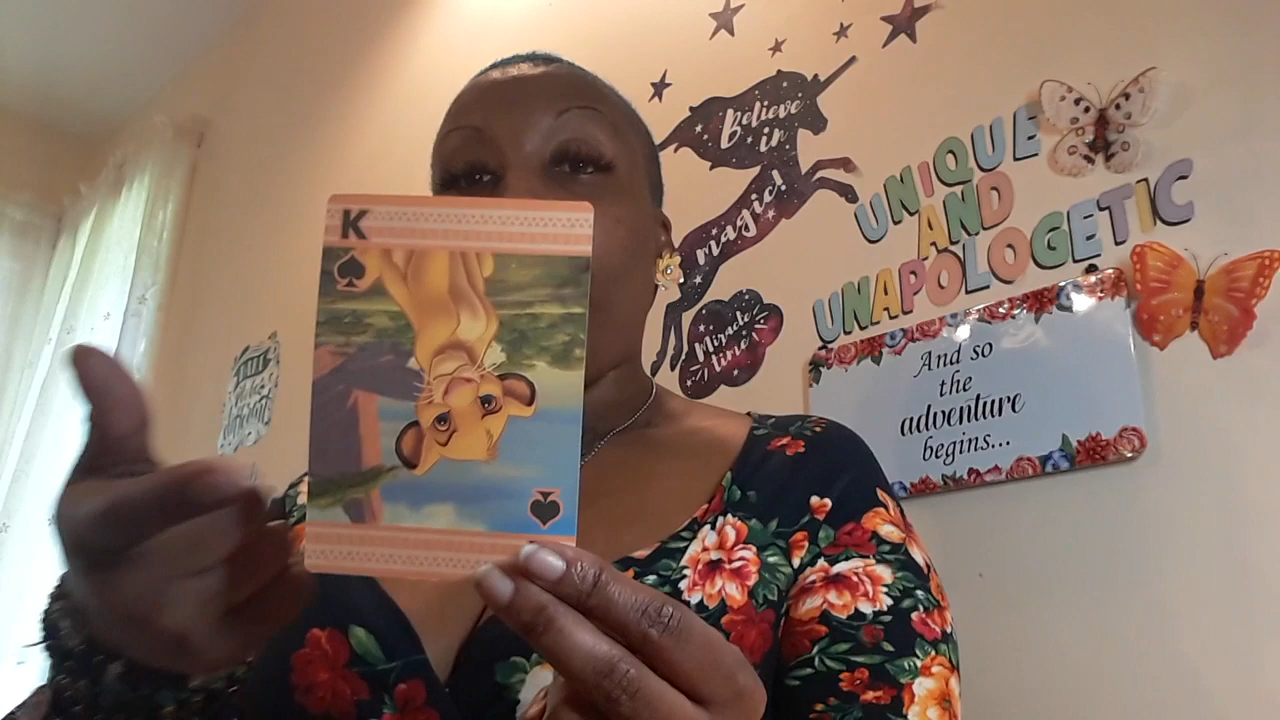 K
Believe
in
magic!
Miracle
time
UNIQUE
AND
UNAPOLOGETIC
And so
the
adventure
begins...